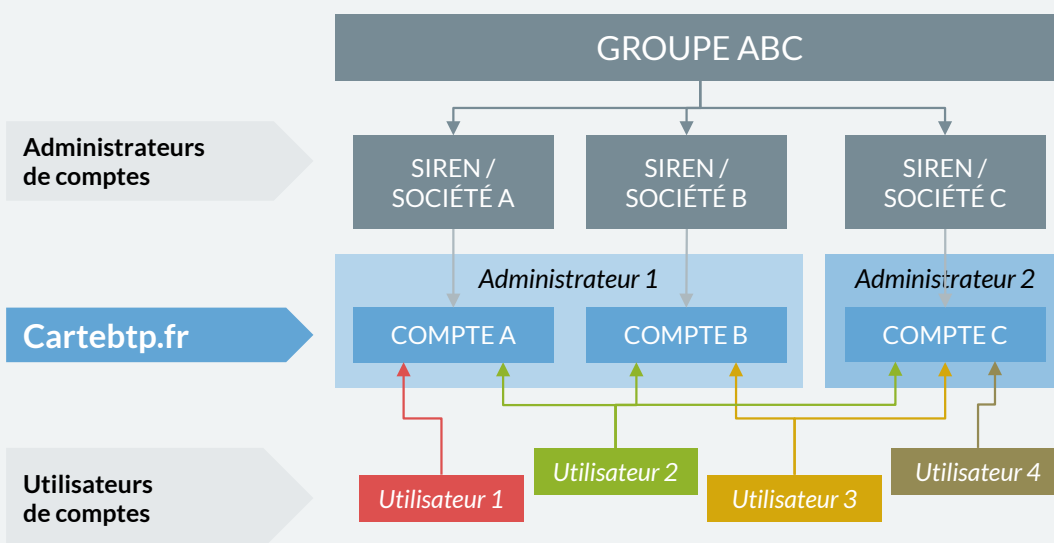 GROUPE ABC
Administrateurs
de comptes
SIREN /
SOCIÉTÉ A
SIREN /
SOCIÉTÉ B
SIREN /
SOCIÉTÉ C
Administrateur 1
Administrateur 2
Cartebtp.fr
COMPTE A
COMPTE B
COMPTE C
Utilisateurs
de comptes
Utilisateur 1
Utilisateur 2
Utilisateur 3
Utilisateur 4